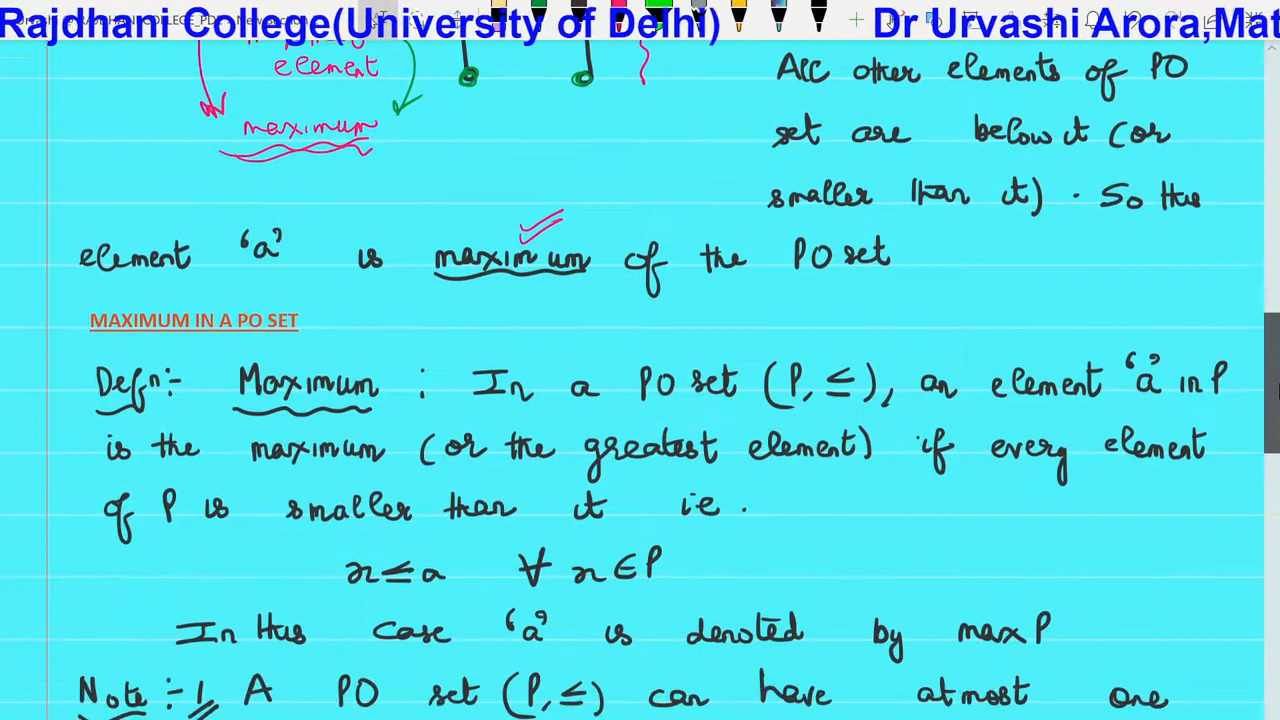 Rajdhani College(University of Delhi) Dr Urvashi Arora,Mat
element
maximum
All other elements of PO
set are below it (or
smaller than it) . So this
element 'a' is maximum of the PO set
MAXIMUM IN A PO SET
Defn:- Maximum : In a PO set (P, ≤), an element 'a' in P
is the maximum (or the greatest element) if every element
of P is smaller than it ie .
x≤a ∀ x∈P
In this case 'a' is denoted by max P
Note :- 1 A PO set (P, ≤) can have atmost one